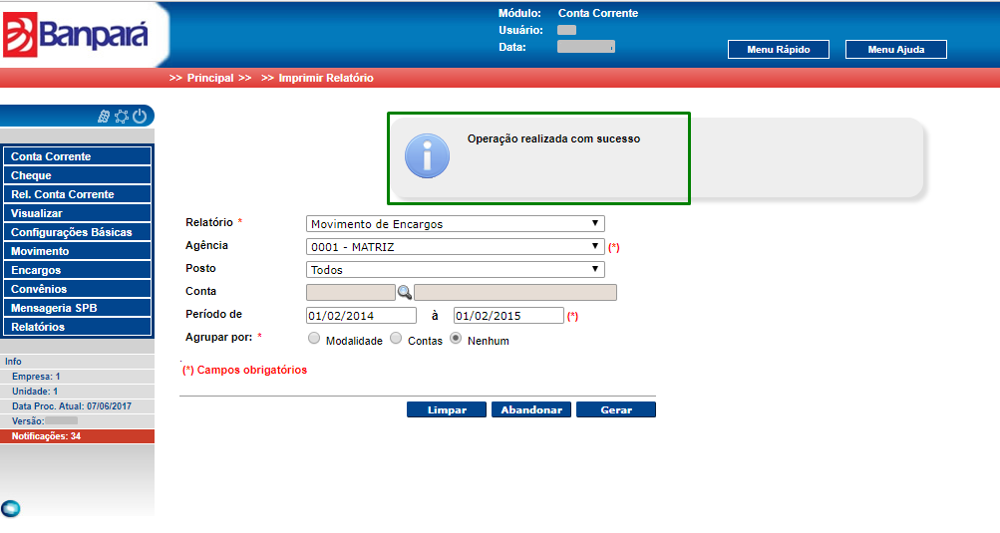 Banpará
Módulo: Conta Corrente
Usuário:
Data:
Menu Rápido
Menu Ajuda
>> Principal >> >> Imprimir Relatório
Conta Corrente
Cheque
Rel. Conta Corrente
Visualizar
Configurações Básicas
Movimento
Encargos
Convênios
Mensageria SPB
Relatórios
Info
Empresa: 1
Unidade: 1
Data Proc. Atual: 07/06/2017
Versão:
Notificações: 34
Operação realizada com sucesso
Relatório * Movimento de Encargos
Agência 0001 - MATRIZ (*)
Posto Todos
Conta
Período de 01/02/2014 à 01/02/2015 (*)
Agrupar por: * Modalidade Contas Nenhum
(*) Campos obrigatórios
Limpar Abandonar Gerar